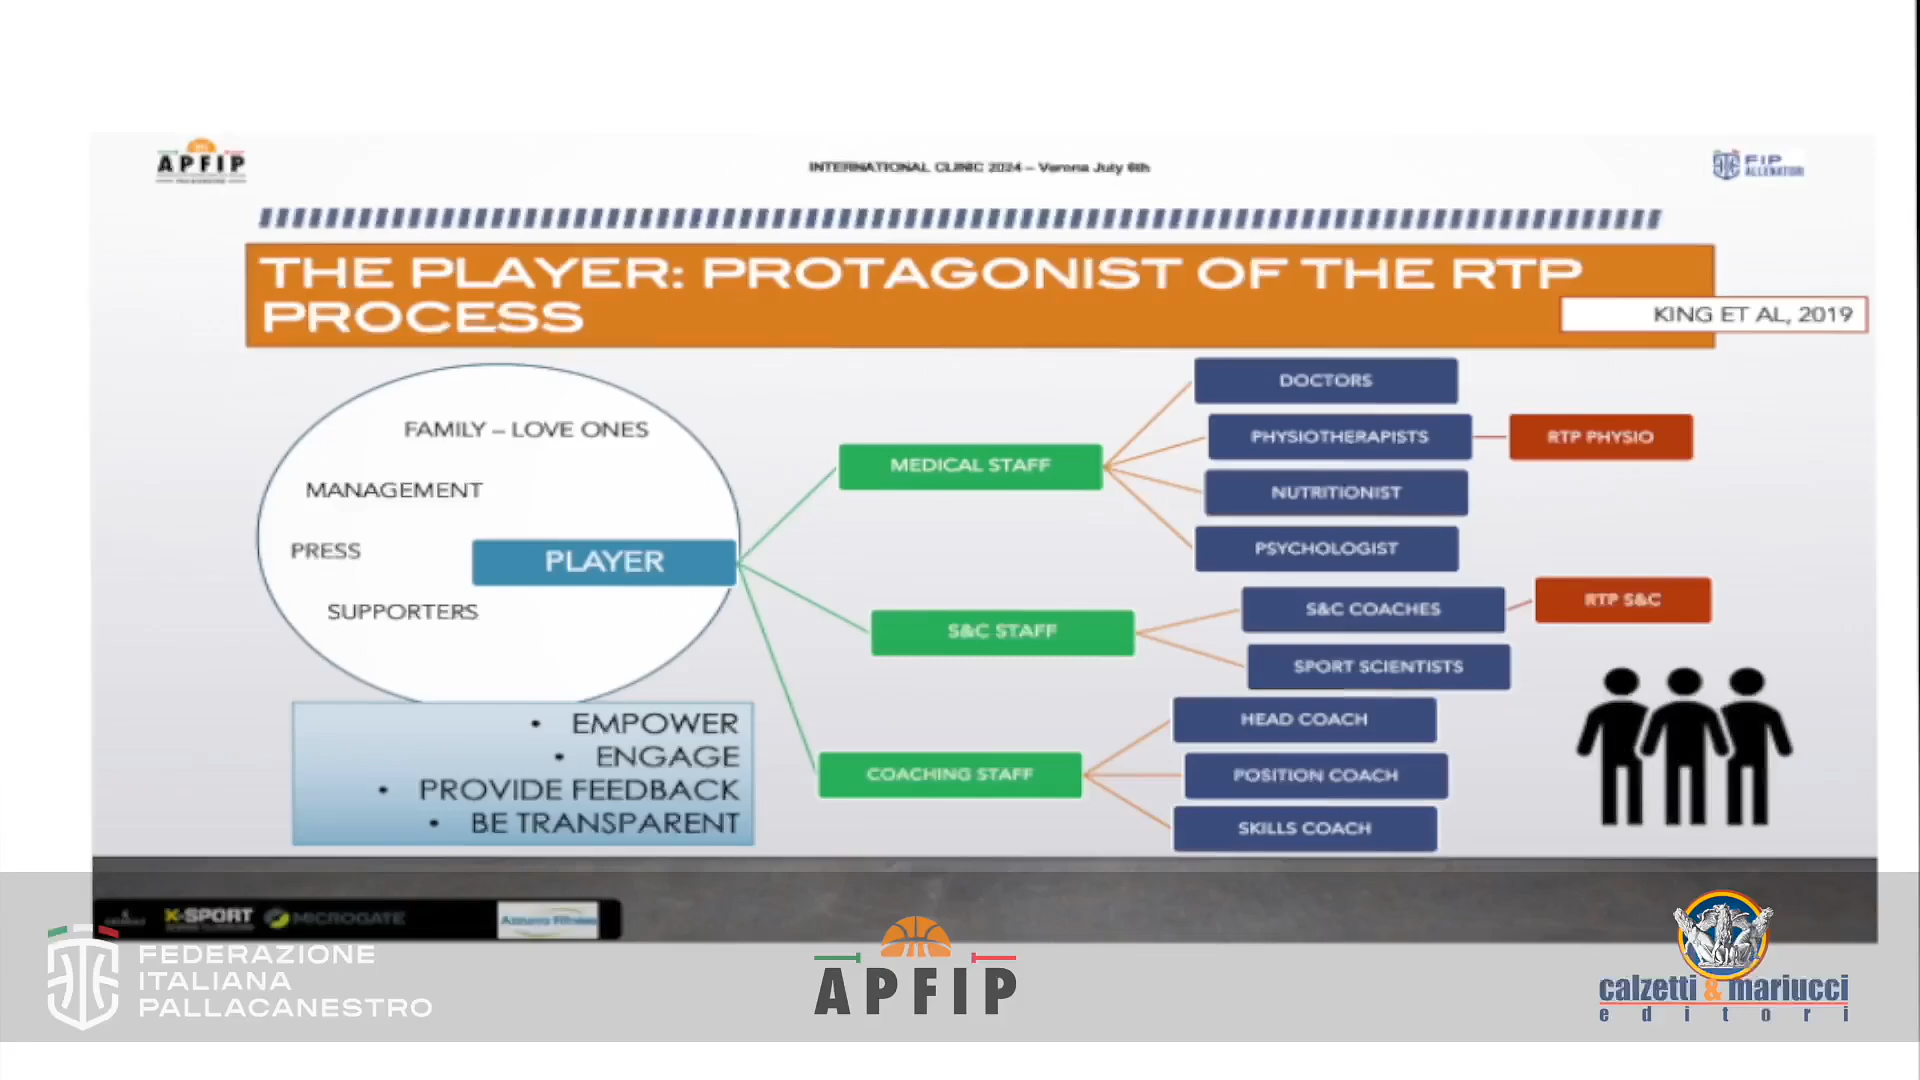 APFIP
INTERNATIONAL CLINIC 2024 – Verona July 6th
FIP
ALLENATORI
THE PLAYER: PROTAGONIST OF THE RTP
PROCESS
KING ET AL, 2019
FAMILY – LOVE ONES
MANAGEMENT
PRESS
SUPPORTERS
PLAYER
• EMPOWER
• ENGAGE
• PROVIDE FEEDBACK
• BE TRANSPARENT
MEDICAL STAFF
DOCTORS
PHYSIOTHERAPISTS
RTP PHYSIO
NUTRITIONIST
PSYCHOLOGIST
S&C STAFF
S&C COACHES
RTP S&C
SPORT SCIENTISTS
COACHING STAFF
HEAD COACH
POSITION COACH
SKILLS COACH
X-SPORT
MICROGATE
FEDERAZIONE
ITALIANA
PALLACANESTRO
APFIP
calzetti & mariucci
editori